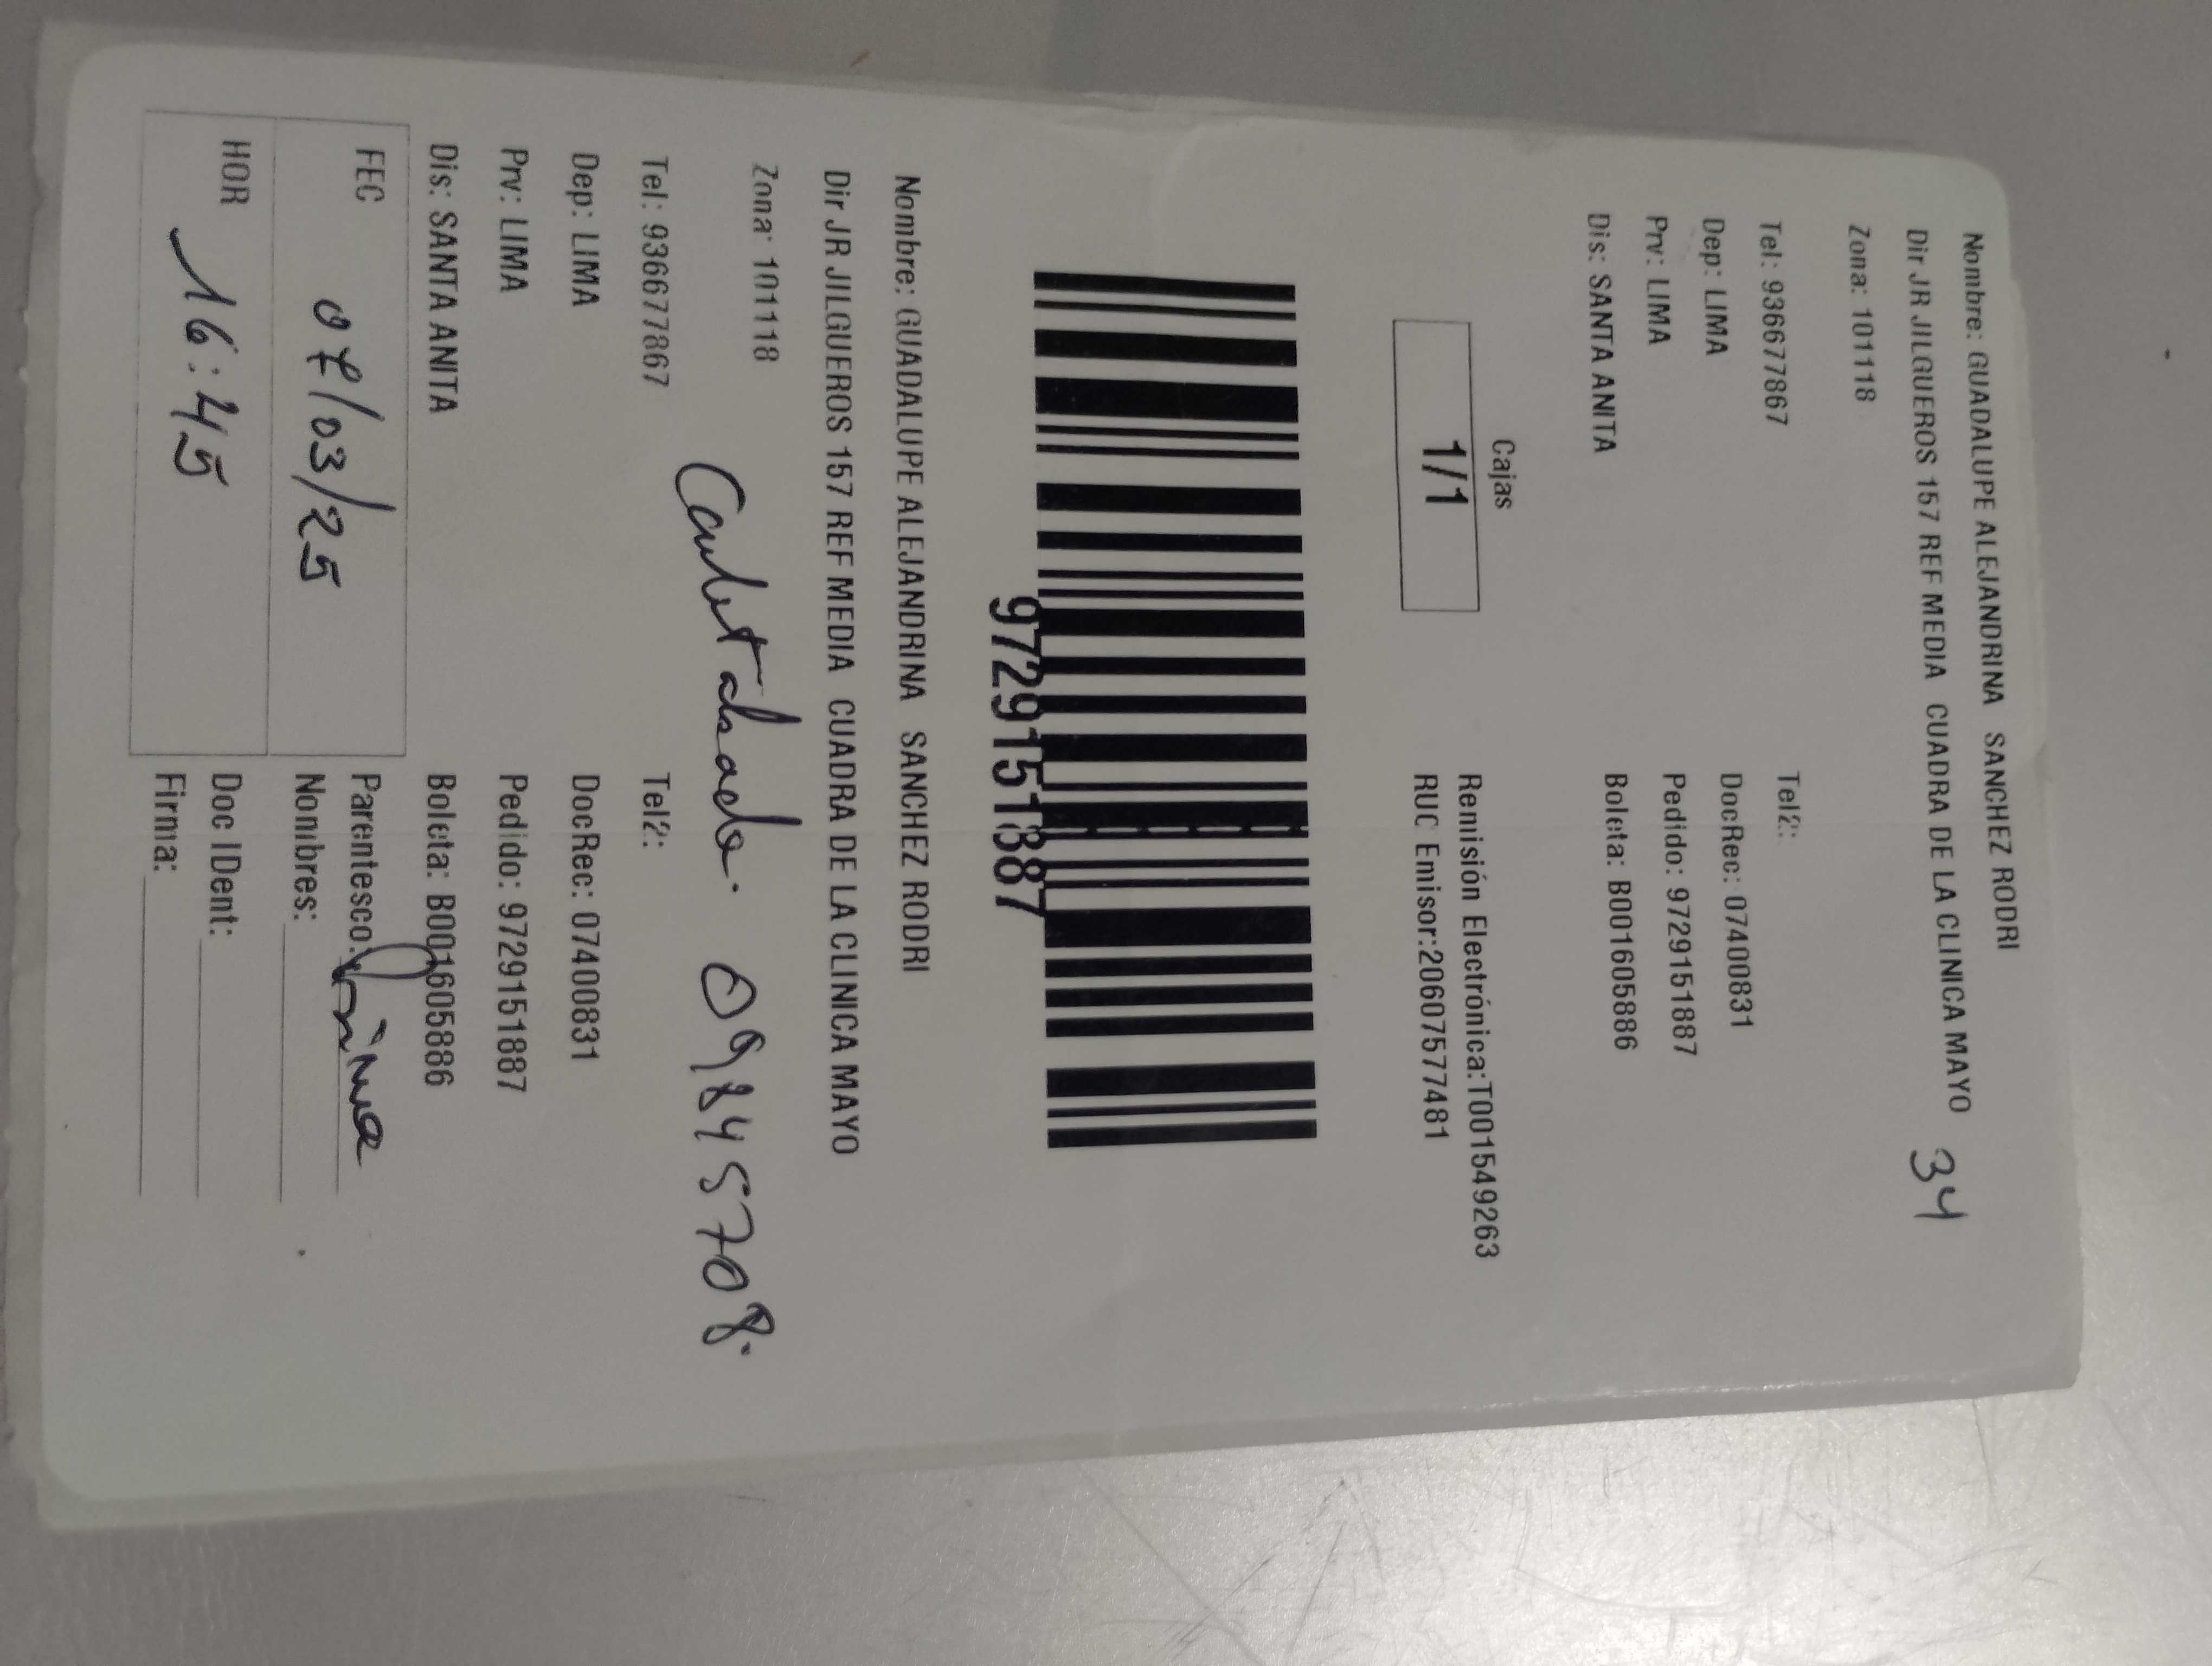 Nombre: GUADALUPE ALEJANDRINA SANCHEZ RODRI
Dir JR JILGUEROS 157 REF MEDIA CUADRA DE LA CLINICA MAYO 34
Zona: 101118
Tel: 936677867 Tel2:
Dep: LIMA DocRec: 07400831
Prv: LIMA Pedido: 9729151887
Dis: SANTA ANITA Boleta: B001605886
Cajas Remisión Electrónica:T001549263
1/1 RUC Emisor:20607577481
9729151887
Nombre: GUADALUPE ALEJANDRINA SANCHEZ RODRI
Dir JR JILGUEROS 157 REF MEDIA CUADRA DE LA CLINICA MAYO
Zona: 101118
09845708.
Tel: 936677867 Tel2:
Dep: LIMA DocRec: 07400831
Prv: LIMA Pedido: 9729151887
Dis: SANTA ANITA Boleta: B001605886
FEC 07/03/25 Parentesco:
Nombres:
HOR 16:45 Doc IDent:
Firma: